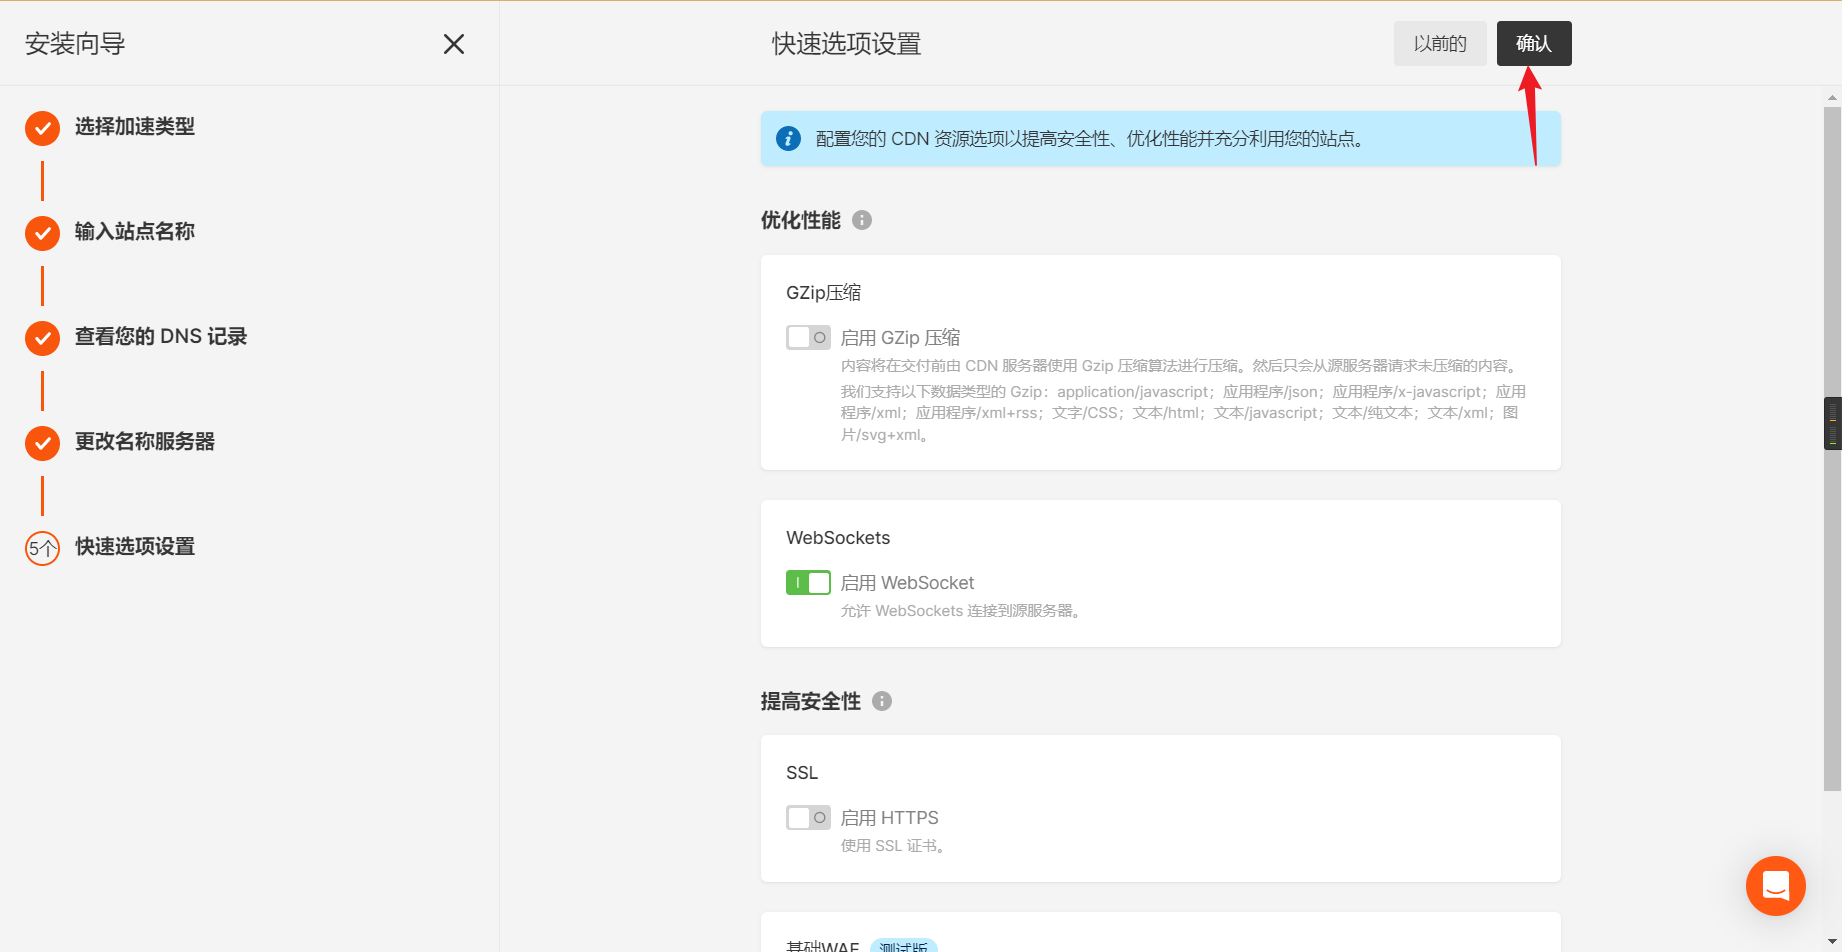 安装向导
快速选项设置
以前的
确认
选择加速类型
输入站点名称
查看您的 DNS 记录
更改名称服务器
5个
快速选项设置
配置您的 CDN 资源选项以提高安全性、优化性能并充分利用您的站点。
优化性能
GZip压缩
启用 GZip 压缩
内容将在交付前由 CDN 服务器使用 Gzip 压缩算法进行压缩。然后只会从源服务器请求未压缩的内容。
我们支持以下数据类型的 Gzip：application/javascript；应用程序/json；应用程序/x-javascript；应用
程序/xml；应用程序/xml+rss；文字/CSS；文本/html；文本/javascript；文本/纯文本；文本/xml；图
片/svg+xml。
WebSockets
启用 WebSocket
允许 WebSockets 连接到源服务器。
提高安全性
SSL
启用 HTTPS
使用 SSL 证书。
基础WAF
测试版